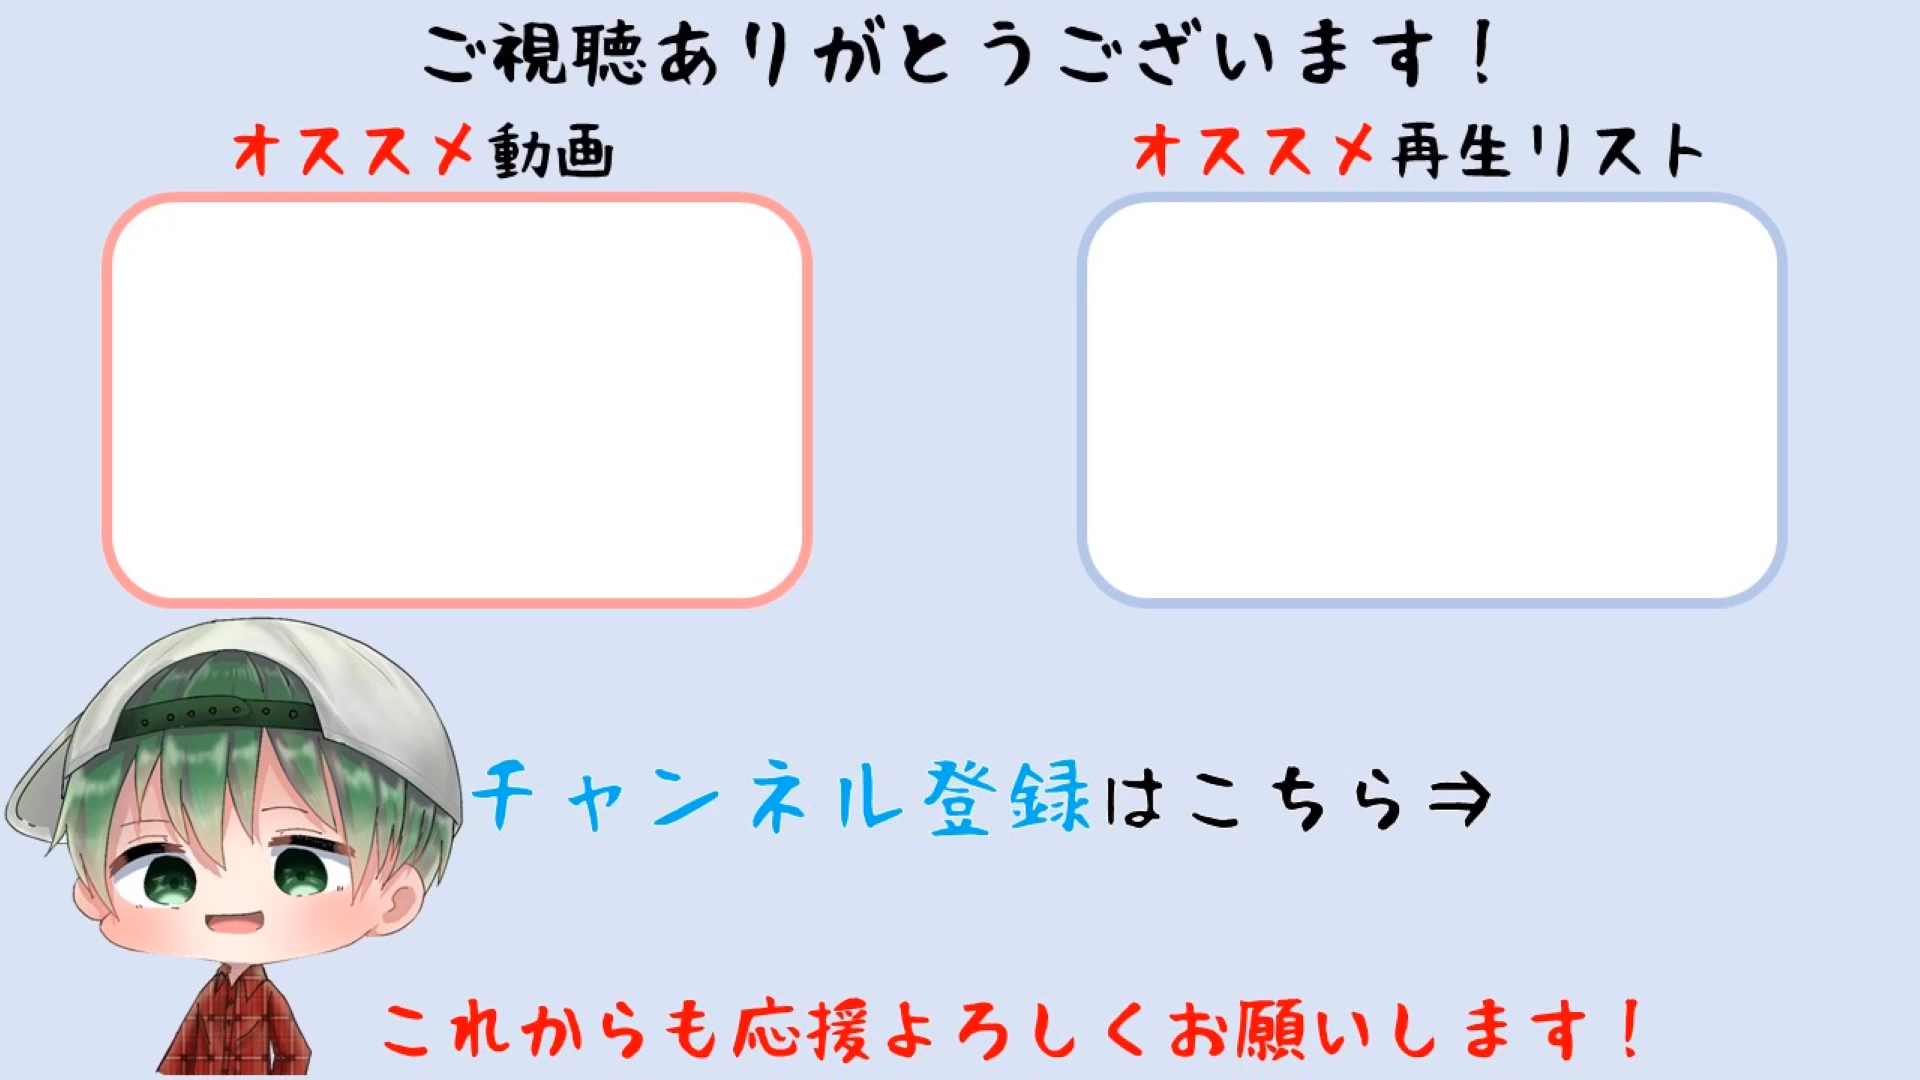 ご視聴ありがとうございます！
オススメ動画
オススメ再生リスト
チャンネル登録はこちら⇒
これからも応援よろしくお願いします！